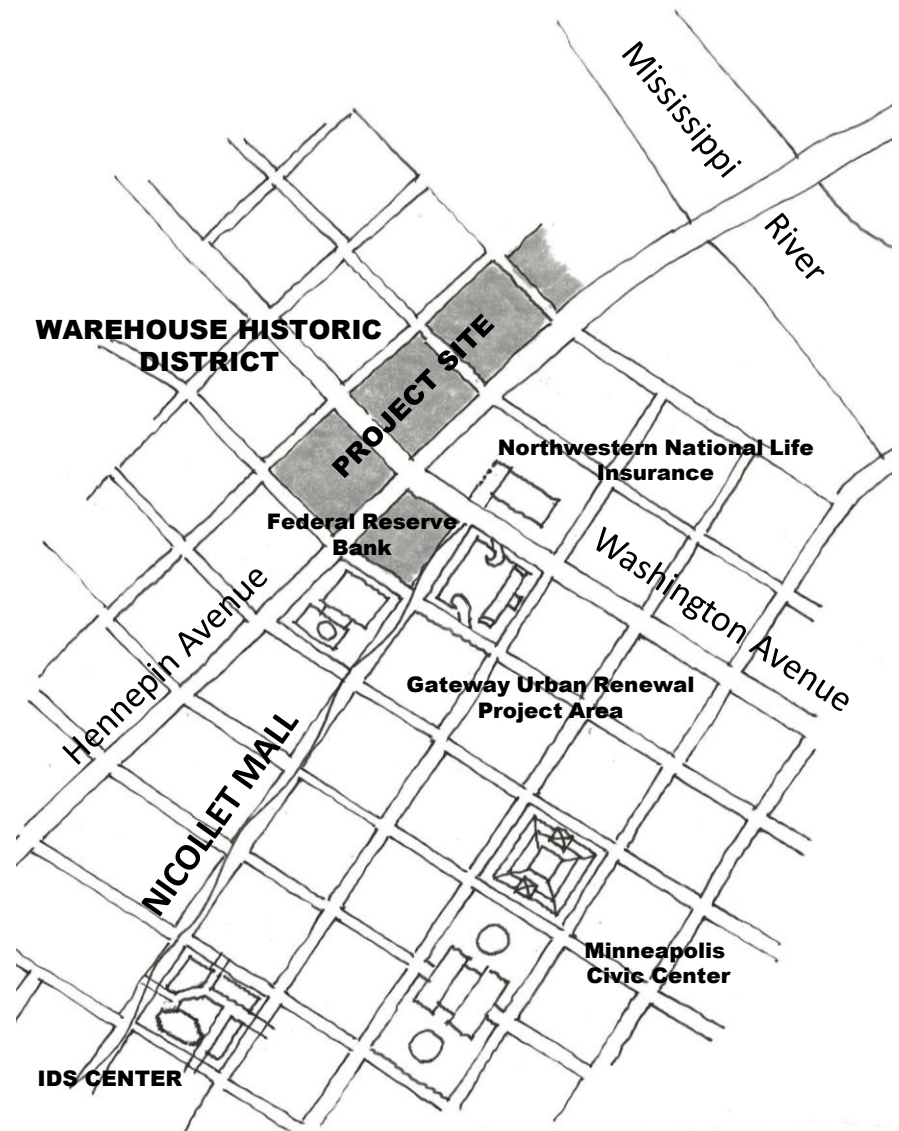 Mississippi
River
WAREHOUSE HISTORIC
DISTRICT
PROJECT SITE
Northwestern National Life
Insurance
Federal Reserve
Bank
Washington Avenue
Hennepin Avenue
Gateway Urban Renewal
Project Area
NICOLLET MALL
Minneapolis
Civic Center
IDS CENTER